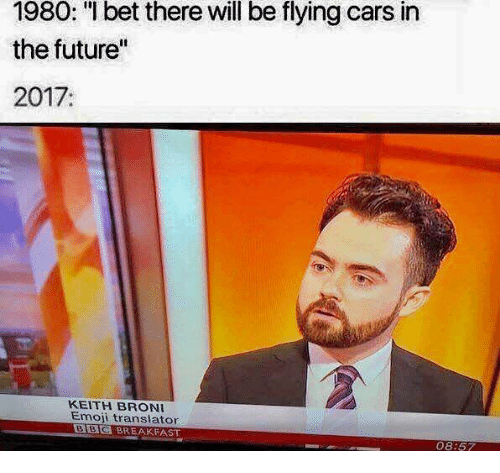 1980: "I bet there will be flying cars in
the future"
2017:
KEITH BRONI
Emoji translator
BBC BREAKFAST
08:57